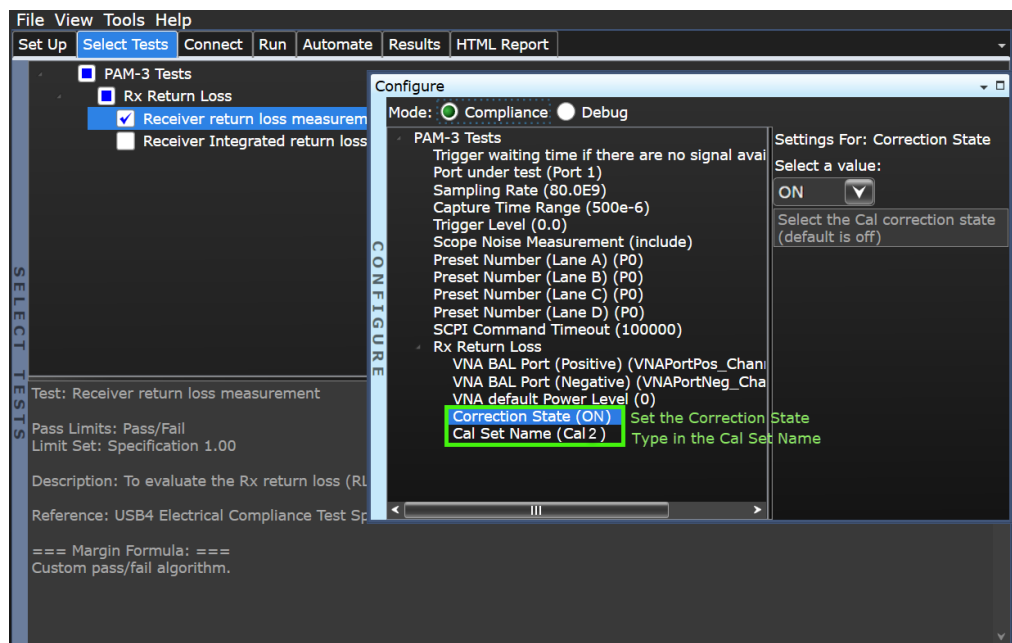 File View Tools Help
Set Up Select Tests Connect Run Automate Results HTML Report
PAM-3 Tests
Rx Return Loss
Receiver return loss measurem
Receiver Integrated return loss
SELECT TESTS
Test: Receiver return loss measurement
Pass Limits: Pass/Fail
Limit Set: Specification 1.00
Description: To evaluate the Rx return loss (RL
Reference: USB4 Electrical Compliance Test Sp
=== Margin Formula: ===
Custom pass/fail algorithm.
Configure
Mode: Compliance Debug
CONFIGURE
PAM-3 Tests
Trigger waiting time if there are no signal avai
Port under test (Port 1)
Sampling Rate (80.0E9)
Capture Time Range (500e-6)
Trigger Level (0.0)
Scope Noise Measurement (include)
Preset Number (Lane A) (P0)
Preset Number (Lane B) (P0)
Preset Number (Lane C) (P0)
Preset Number (Lane D) (P0)
SCPI Command Timeout (100000)
Rx Return Loss
VNA BAL Port (Positive) (VNAPortPos_Chan
VNA BAL Port (Negative) (VNAPortNeg_Cha
VNA default Power Level (0)
Correction State (ON) Set the Correction State
Cal Set Name (Cal2) Type in the Cal Set Name
Settings For: Correction State
Select a value:
ON
Select the Cal correction state
(default is off)